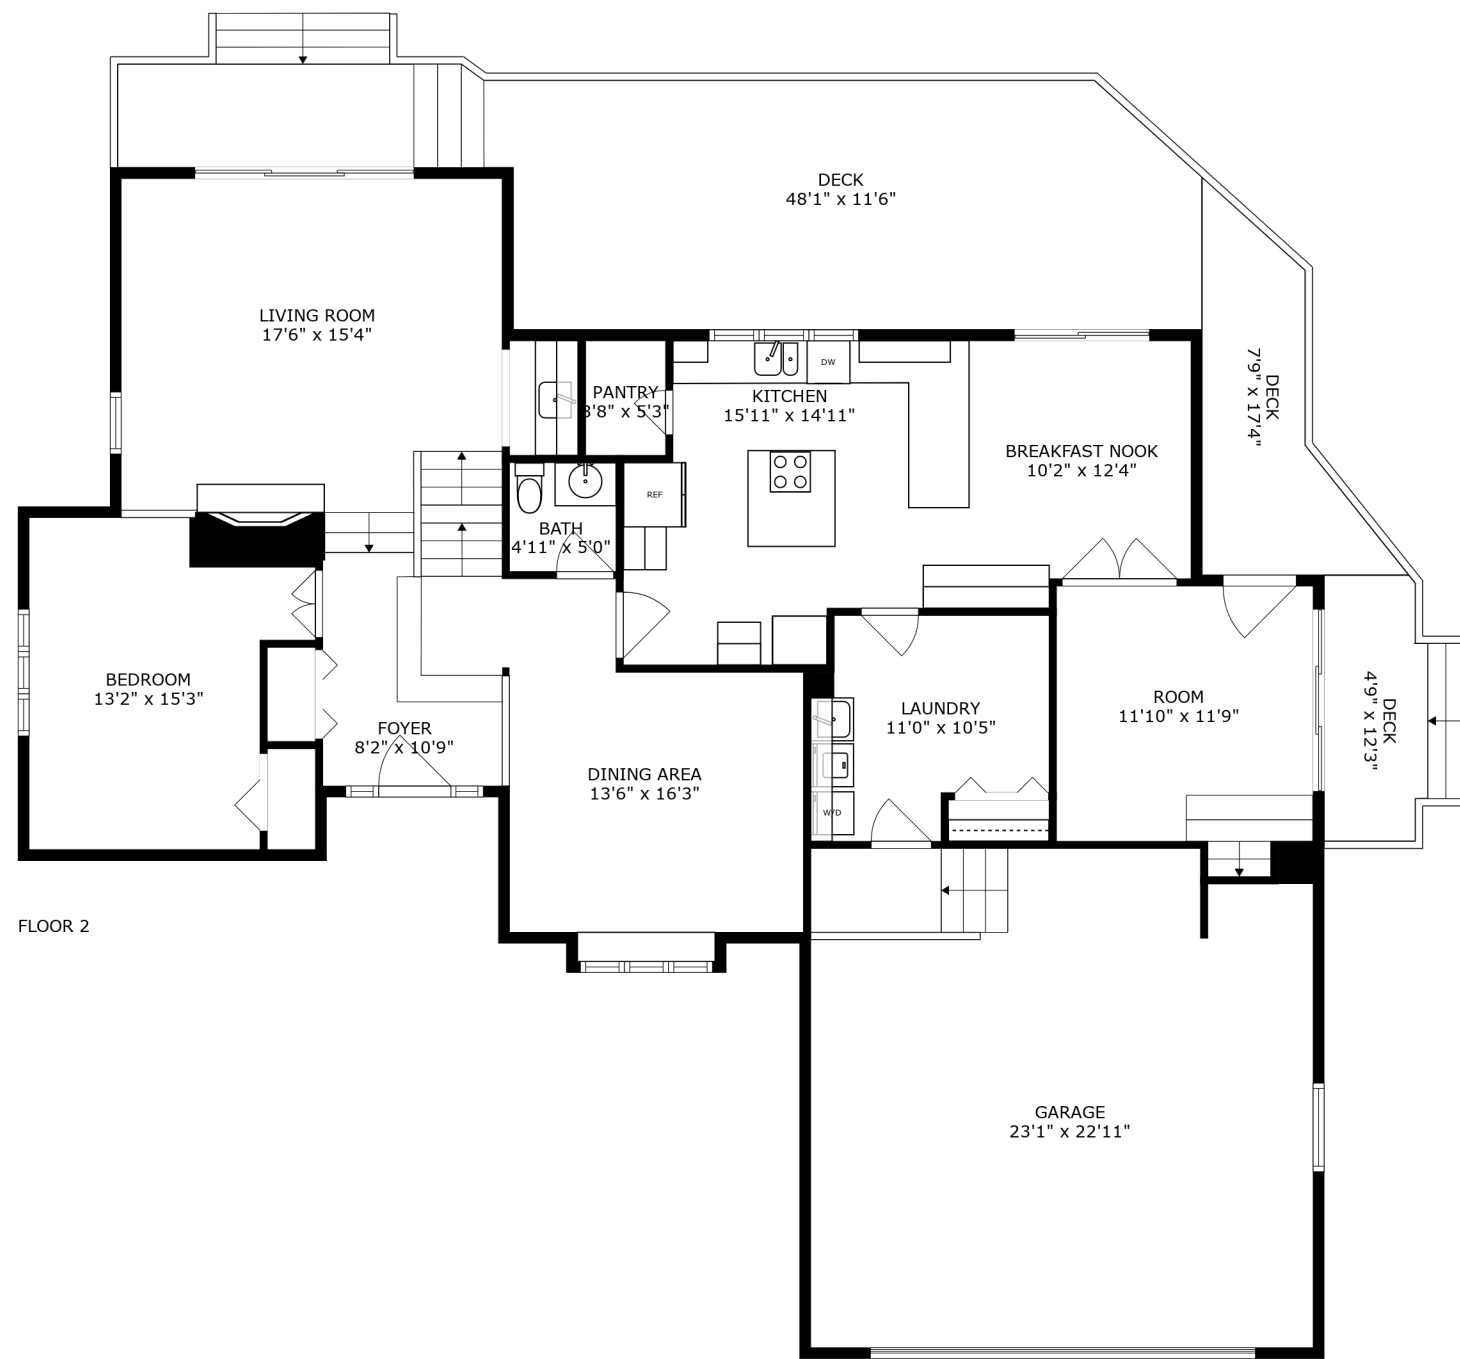 DECK
48'1" x 11'6"
LIVING ROOM
17'6" x 15'4"
PANTRY
3'8" x 5'3"
DW
KITCHEN
15'11" x 14'11"
DECK
7'9" x 17'4"
BREAKFAST NOOK
10'2" x 12'4"
REF
BATH
4'11" x 5'0"
BEDROOM
13'2" x 15'3"
FOYER
8'2" x 10'9"
LAUNDRY
11'0" x 10'5"
ROOM
11'10" x 11'9"
DECK
4'9" x 12'3"
DINING AREA
13'6" x 16'3"
W/D
FLOOR 2
GARAGE
23'1" x 22'11"